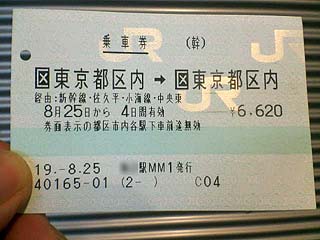 乗車券 (幹)
区東京都区内 → 区東京都区内
経由:新幹線・佐久平・小海線・中央東
8月25日から 4日間有効 ¥6,620
券面表示の都区市内各駅下車前途無効
19.-8.25 駅MM1発行
40165-01 (2- ) C04